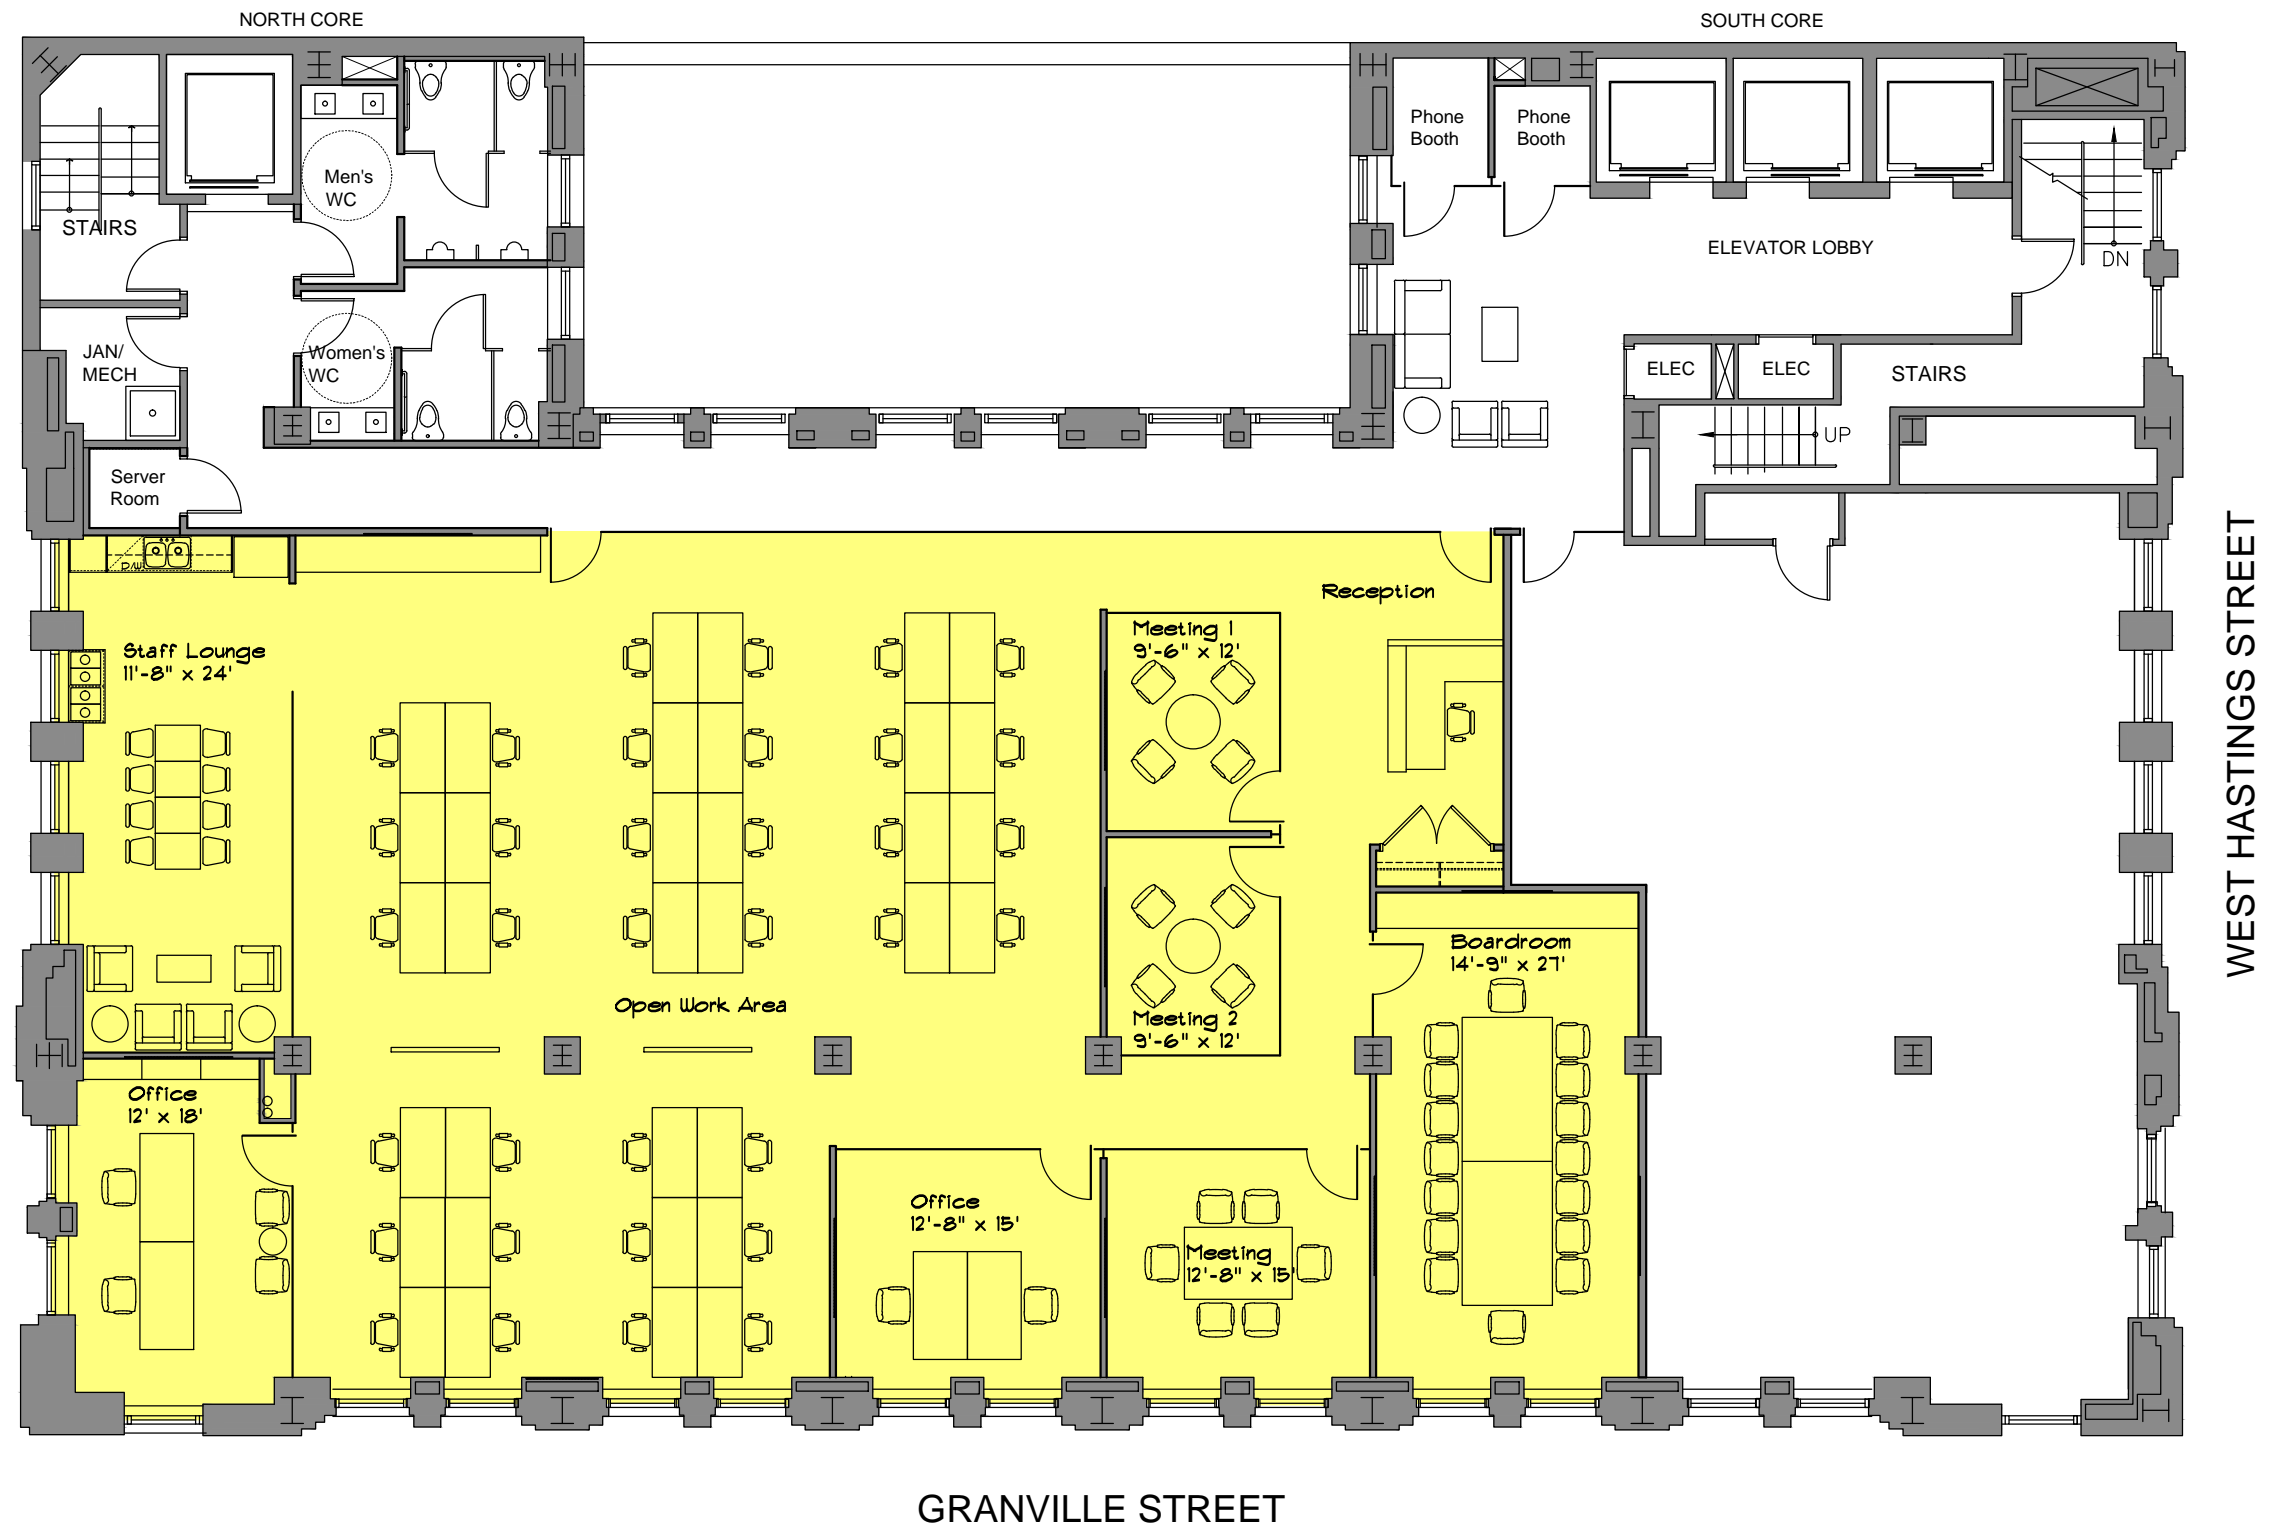 NORTH CORE
SOUTH CORE
Phone
Booth
Phone
Booth
Men's
WC
STAIRS
ELEVATOR LOBBY
DN
JAN/
MECH
Women's
WC
ELEC
ELEC
STAIRS
UP
Server
Room
D/W
Reception
Staff Lounge
11'-8" x 24'
Meeting 1
9'-6" x 12'
WEST HASTINGS STREET
Boardroom
14'-9" x 27'
Open Work Area
Meeting 2
9'-6" x 12'
Office
12' x 18'
Office
12'-8" x 15'
Meeting
12'-8" x 15'
GRANVILLE STREET